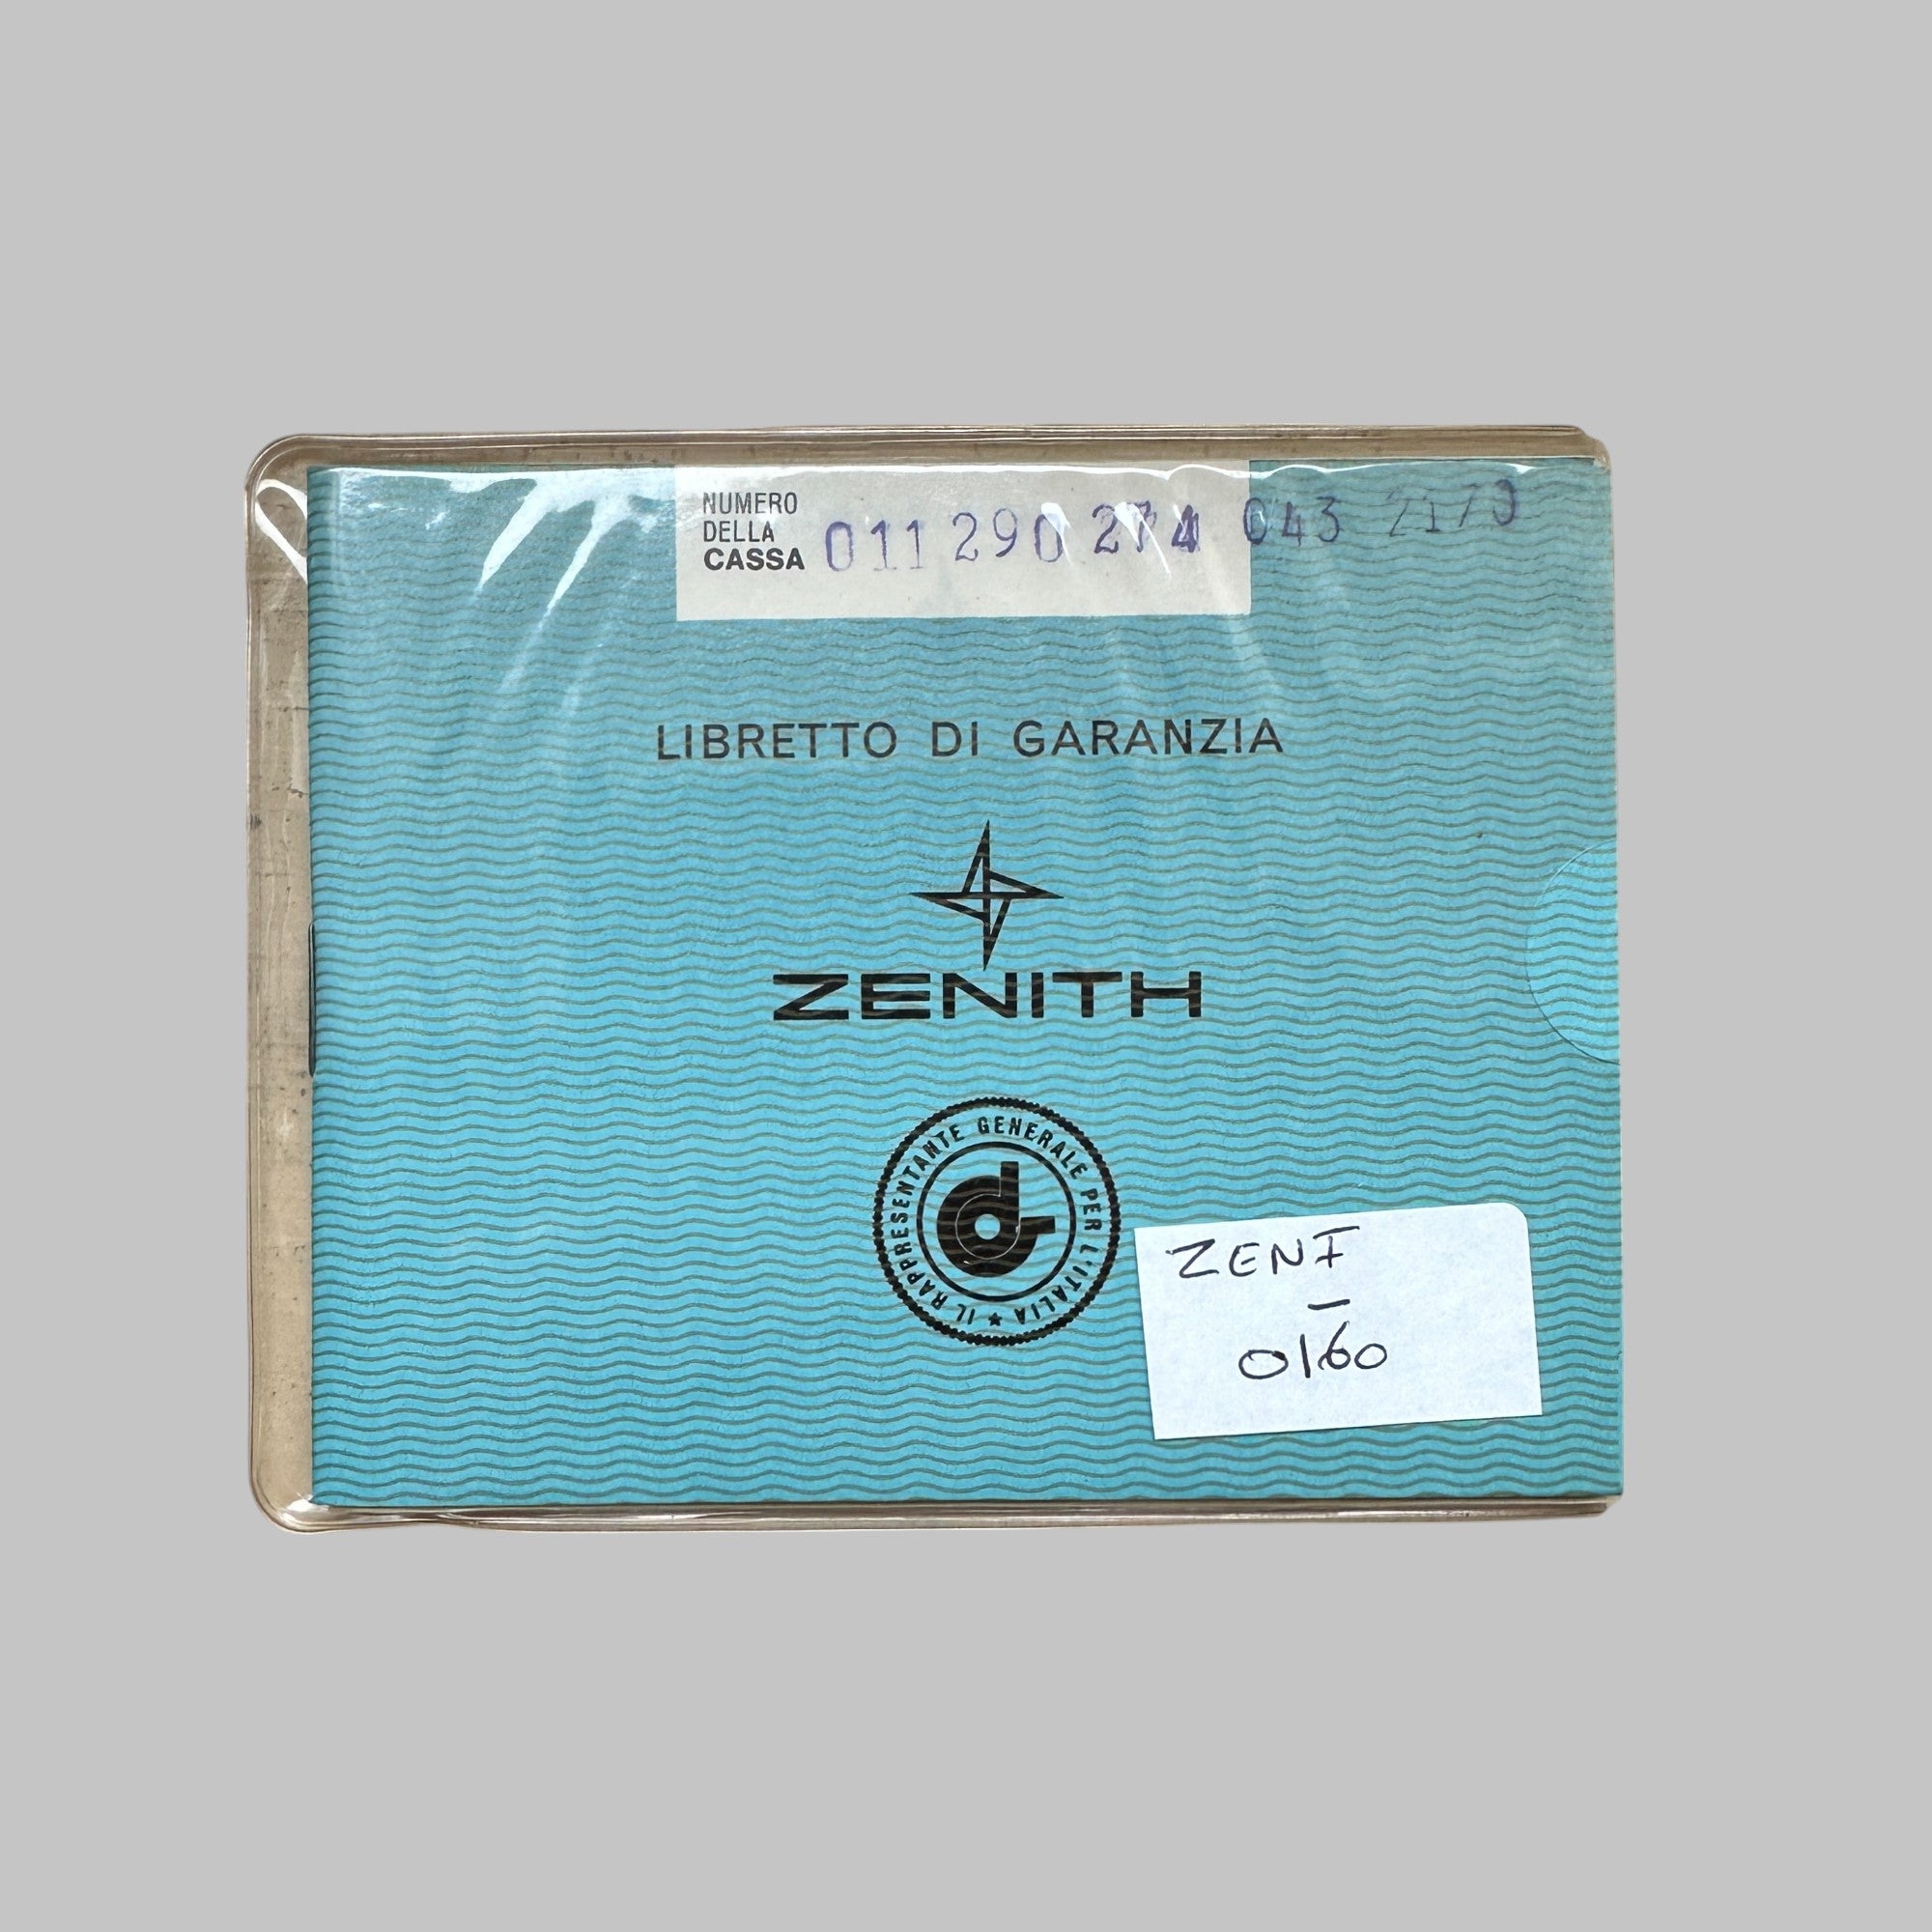 NUMERO
DELLA
CASSA 011 290 274 043 2170
LIBRETTO DI GARANZIA
ZENITH
IL RAPPRESENTANTE GENERALE PER L'ITALIA
d
ZENI
-
0160